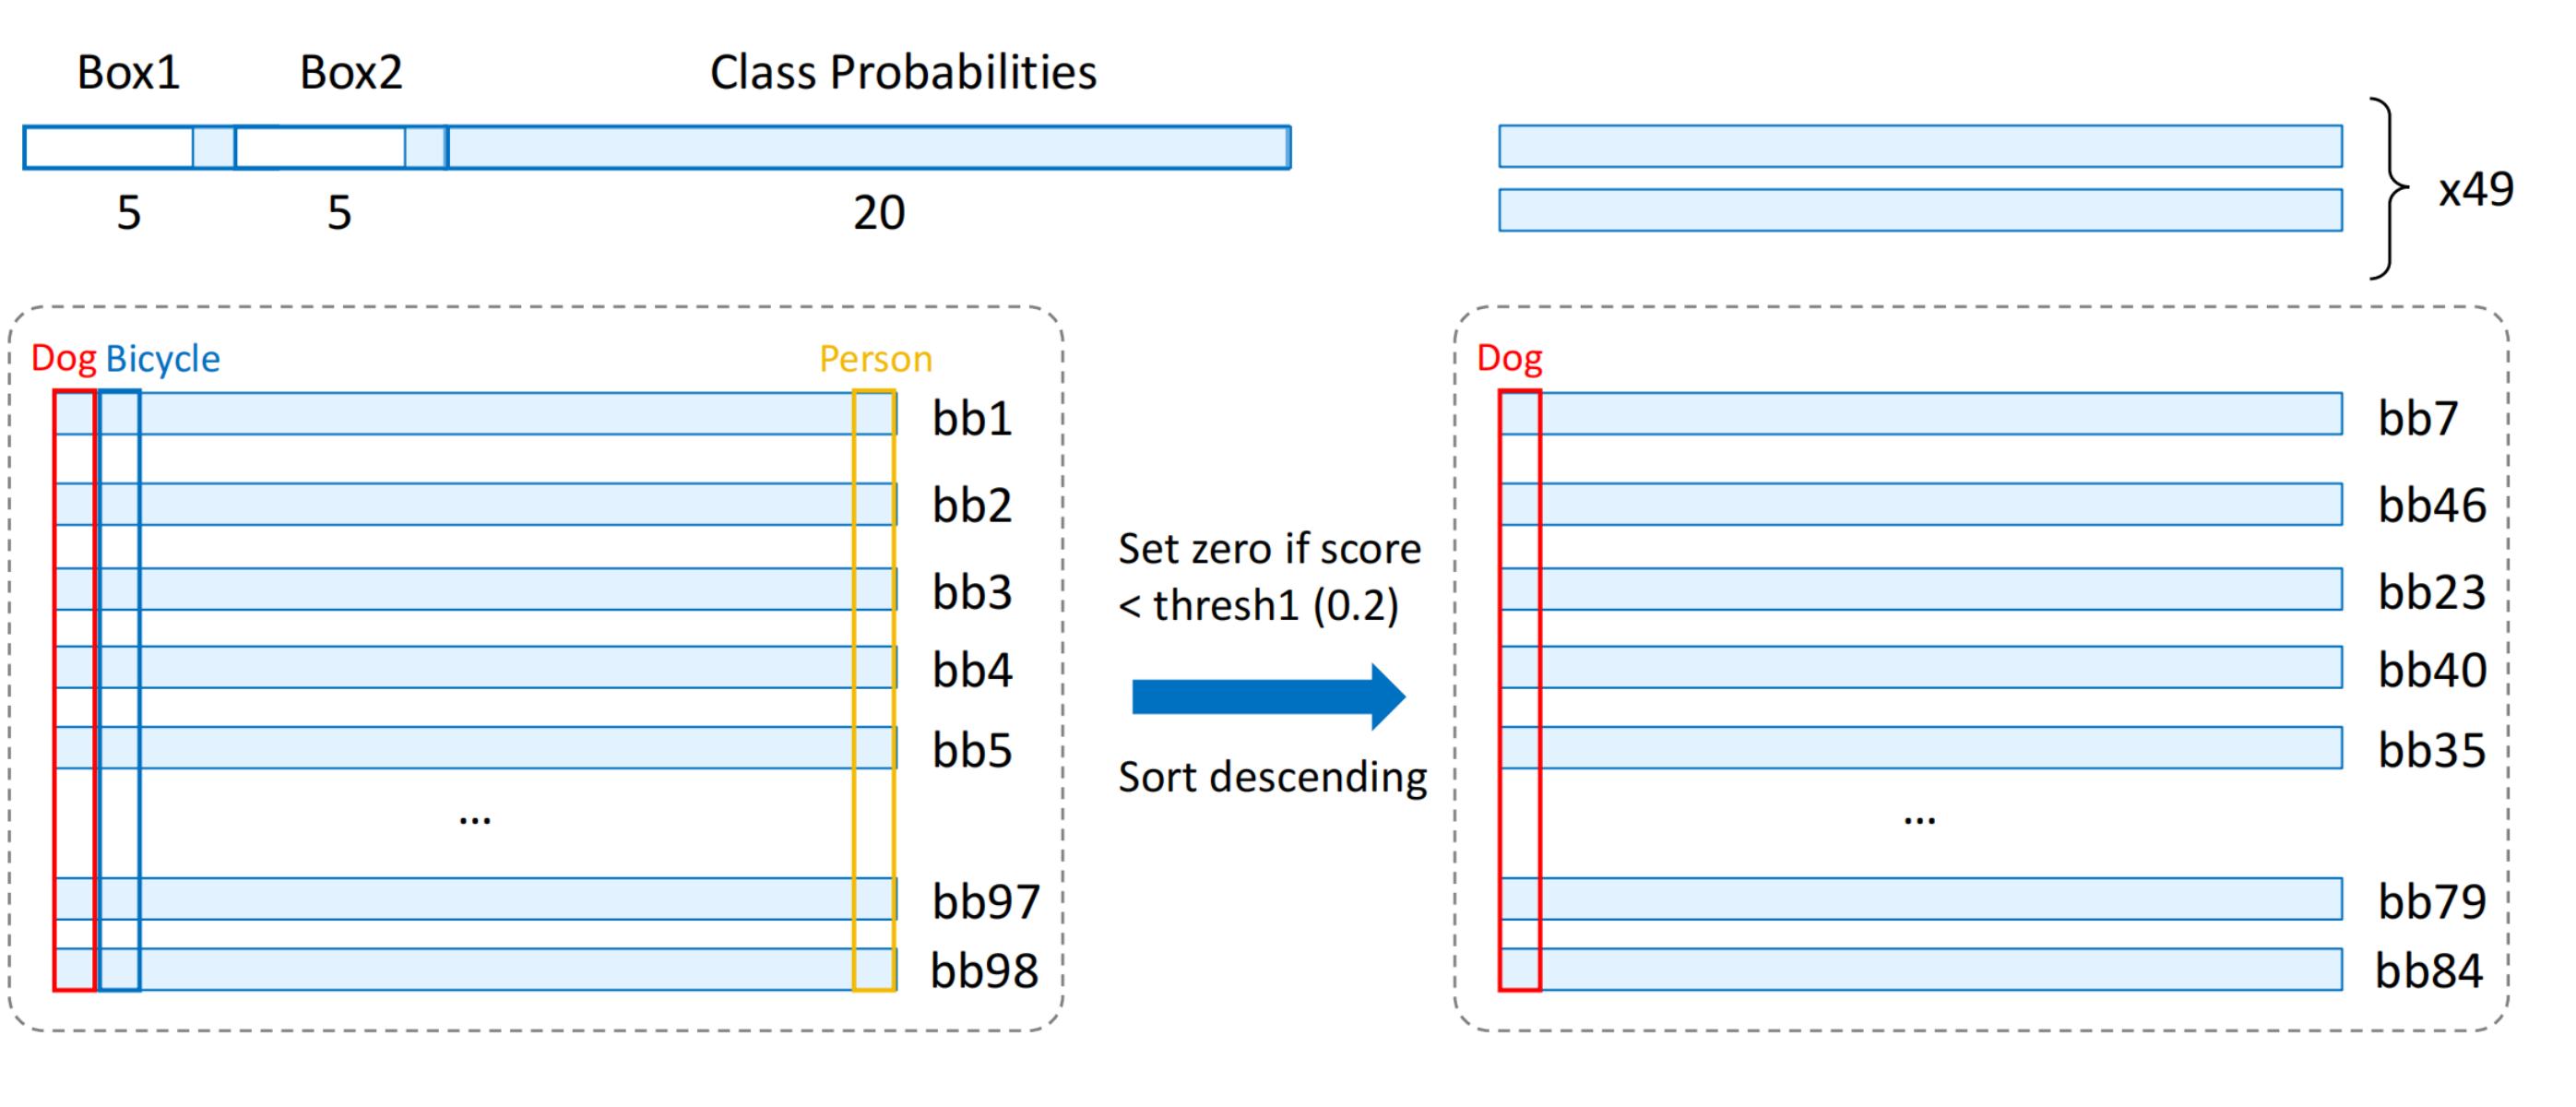 Box1 Box2 Class Probabilities
5 5 20
x49
Dog Bicycle Person
bb1
bb2
bb3
bb4
bb5
...
bb97
bb98
Set zero if score
< thresh1 (0.2)
Sort descending
Dog
bb7
bb46
bb23
bb40
bb35
...
bb79
bb84